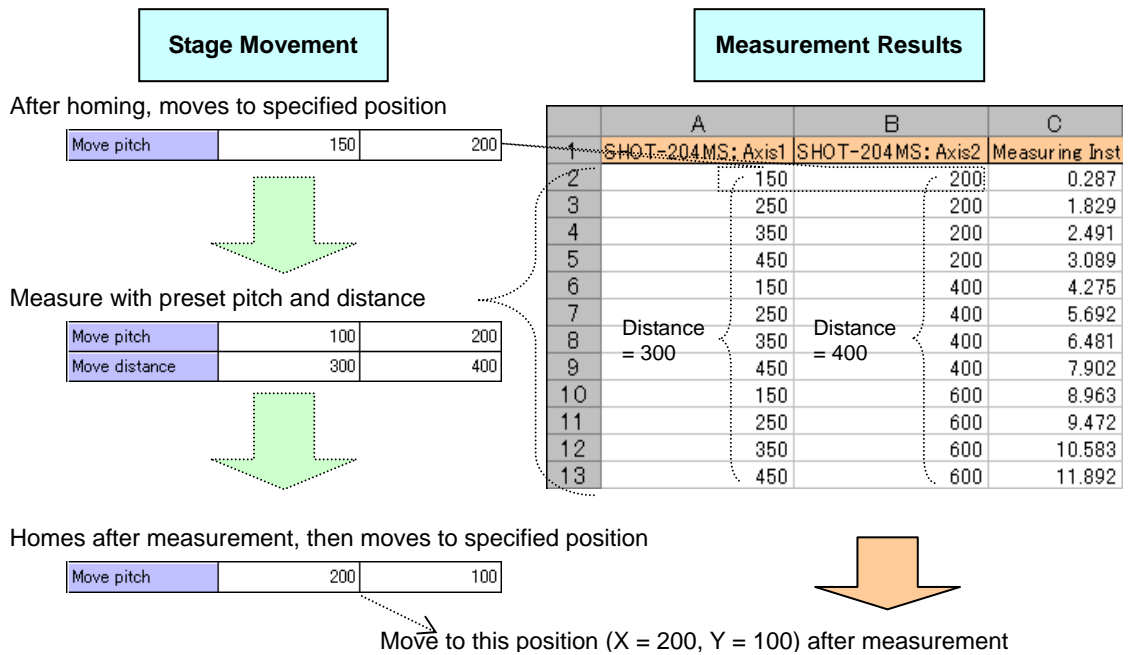 Stage Movement
Measurement Results
After homing, moves to specified position
Move pitch 150 200
Measure with preset pitch and distance
Move pitch 100 200
Move distance 300 400
Homes after measurement, then moves to specified position
Move pitch 200 100
A B C
1 SHOT-204MS: Axis1 SHOT-204MS: Axis2 Measuring Inst
2 150 200 0.287
3 250 200 1.829
4 350 200 2.491
5 450 200 3.089
6 150 400 4.275
7 250 400 5.692
8 350 400 6.481
9 450 400 7.902
10 150 600 8.963
11 250 600 9.472
12 350 600 10.583
13 450 600 11.892
Distance
= 300
Distance
= 400
Move to this position (X = 200, Y = 100) after measurement